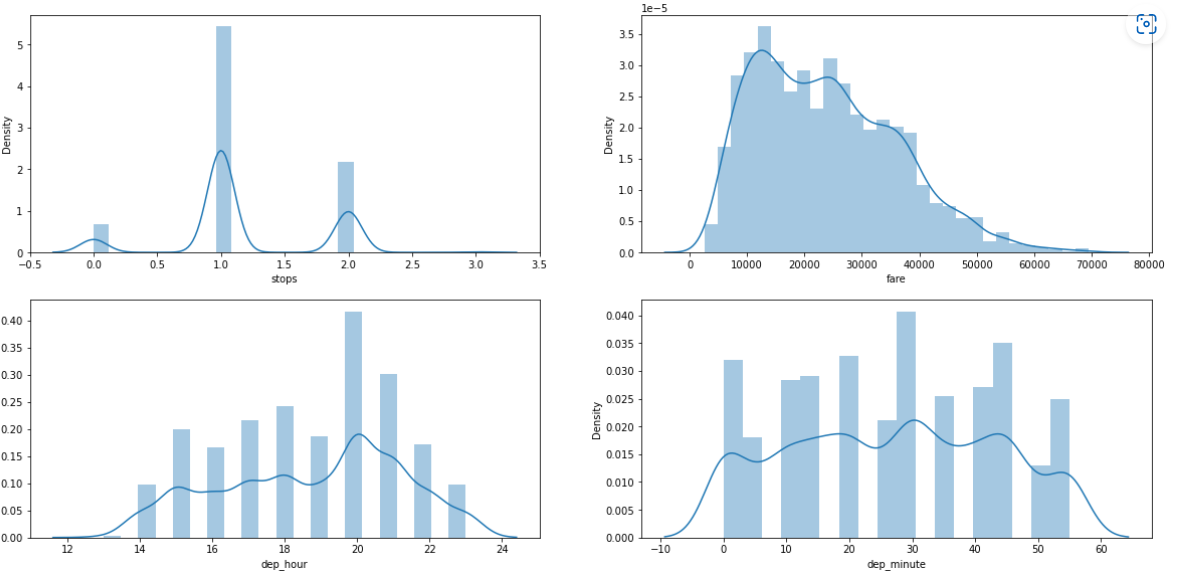 Density
5
4
3
2
1
0
−0.5 0.0 0.5 1.0 1.5 2.0 2.5 3.0 3.5
stops
1e−5
Density
3.5
3.0
2.5
2.0
1.5
1.0
0.5
0.0
0 10000 20000 30000 40000 50000 60000 70000 80000
fare
0.40
0.35
0.30
0.25
0.20
0.15
0.10
0.05
0.00
12 14 16 18 20 22 24
dep_hour
Density
0.040
0.035
0.030
0.025
0.020
0.015
0.010
0.005
0.000
−10 0 10 20 30 40 50 60
dep_minute